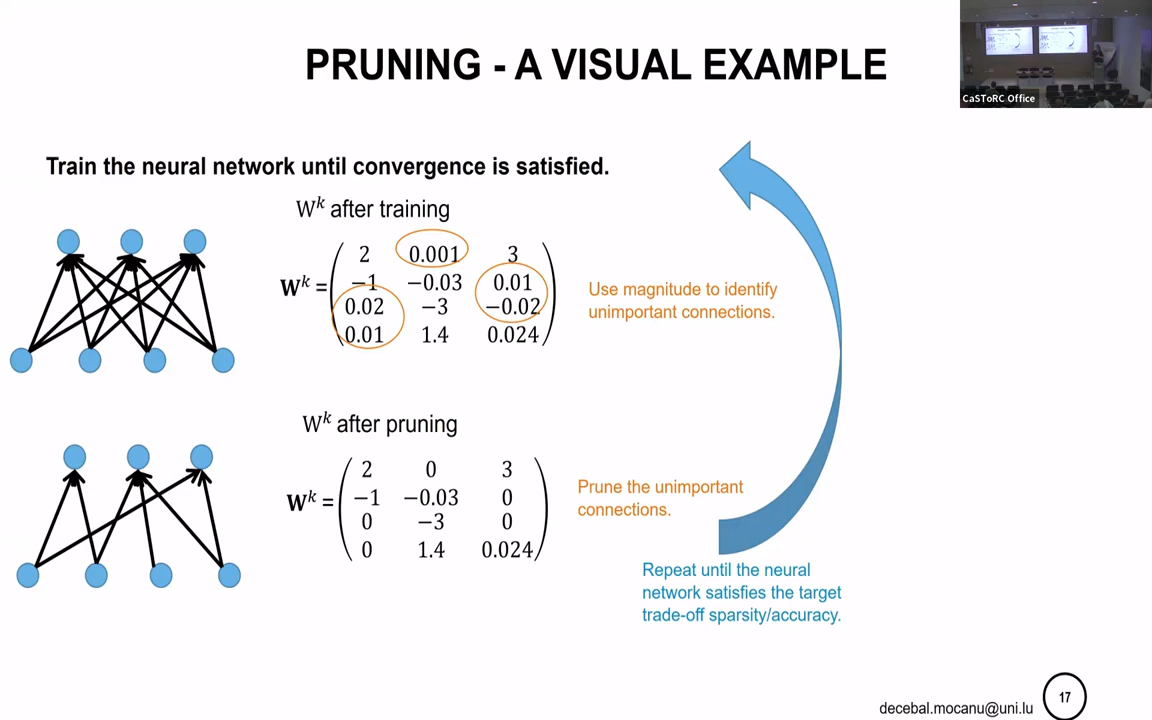 PRUNING - A VISUAL EXAMPLE
CaSToRC Office
Train the neural network until convergence is satisfied.
Wᵏ after training
Wᵏ =
2 0.001 3
−1 −0.03 0.01
0.02 −3 −0.02
0.01 1.4 0.024
Use magnitude to identify
unimportant connections.
Wᵏ after pruning
Wᵏ =
2 0 3
−1 −0.03 0
0 −3 0
0 1.4 0.024
Prune the unimportant
connections.
Repeat until the neural
network satisfies the target
trade-off sparsity/accuracy.
decebal.mocanu@uni.lu
17